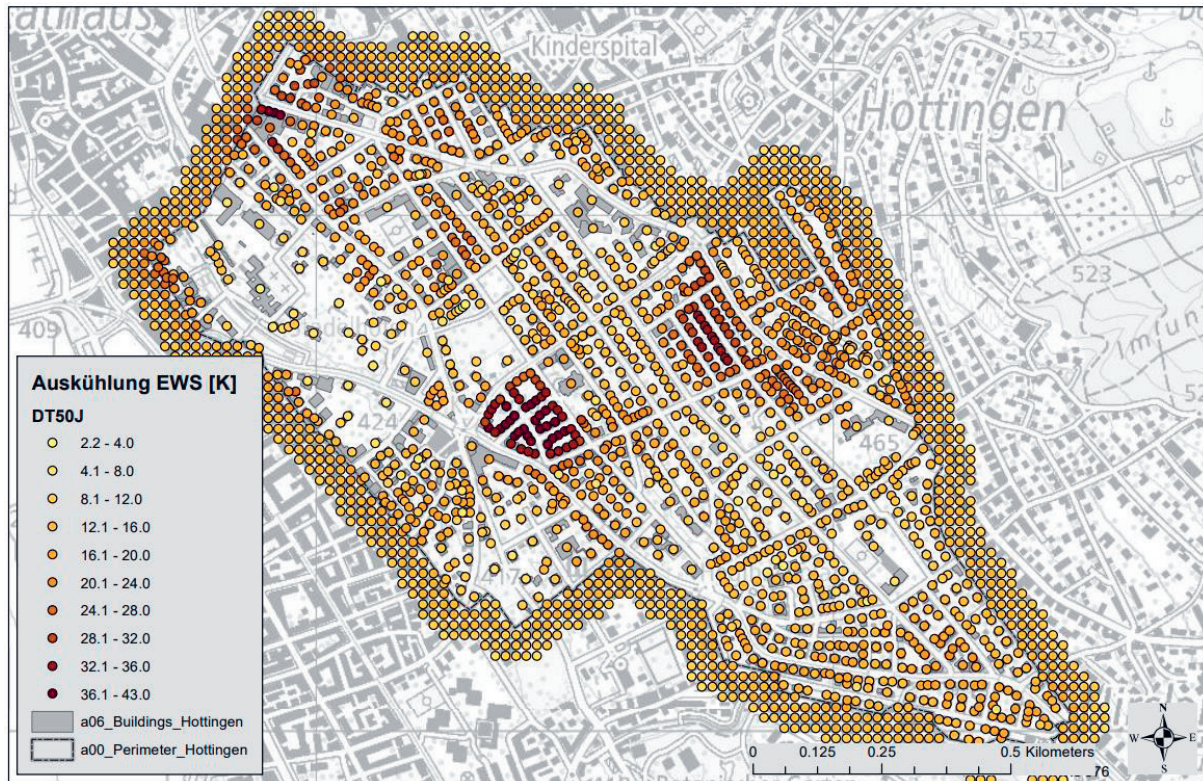 Kinderspital
527
Hottingen
523
409
424
465
417
Auskühlung EWS [K]
DT50J
2.2 - 4.0
4.1 - 8.0
8.1 - 12.0
12.1 - 16.0
16.1 - 20.0
20.1 - 24.0
24.1 - 28.0
28.1 - 32.0
32.1 - 36.0
36.1 - 43.0
a06_Buildings_Hottingen
a00_Perimeter_Hottingen
0 0.125 0.25 0.5 Kilometers
76
N
W E
S